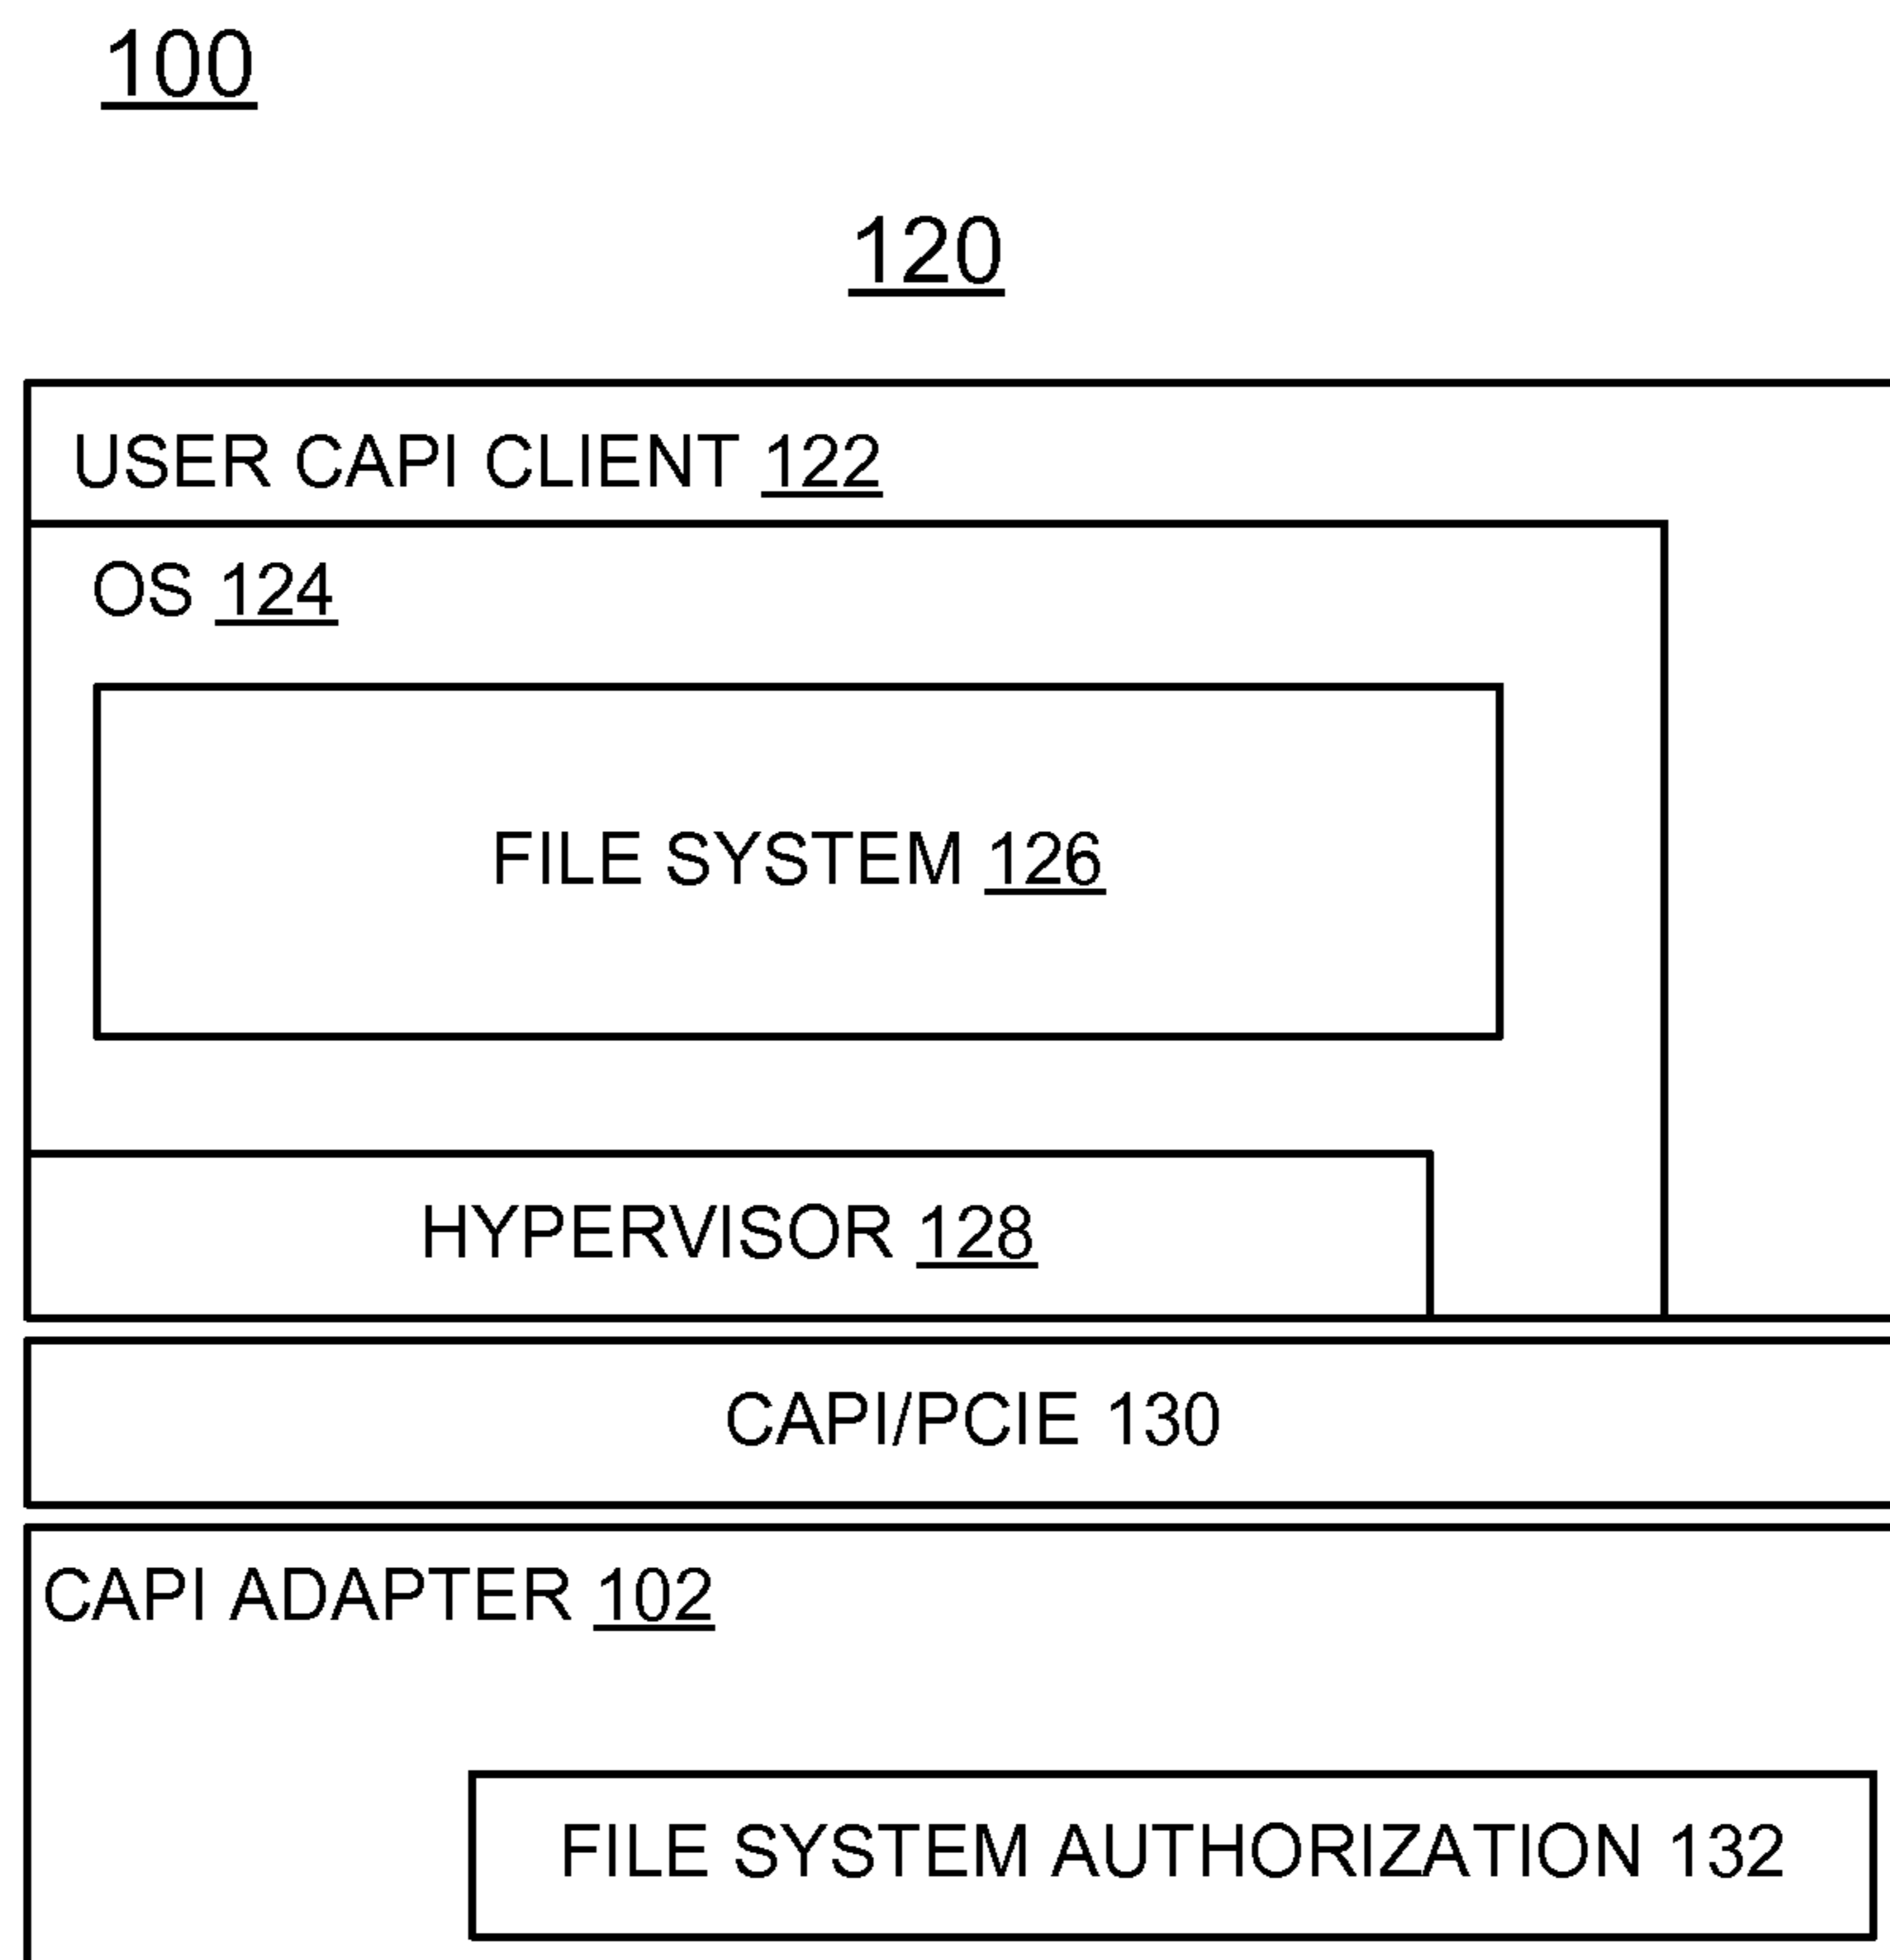 100
120
USER CAPI CLIENT 122
OS 124
FILE SYSTEM 126
HYPERVISOR 128
CAPI/PCIE 130
CAPI ADAPTER 102
FILE SYSTEM AUTHORIZATION 132